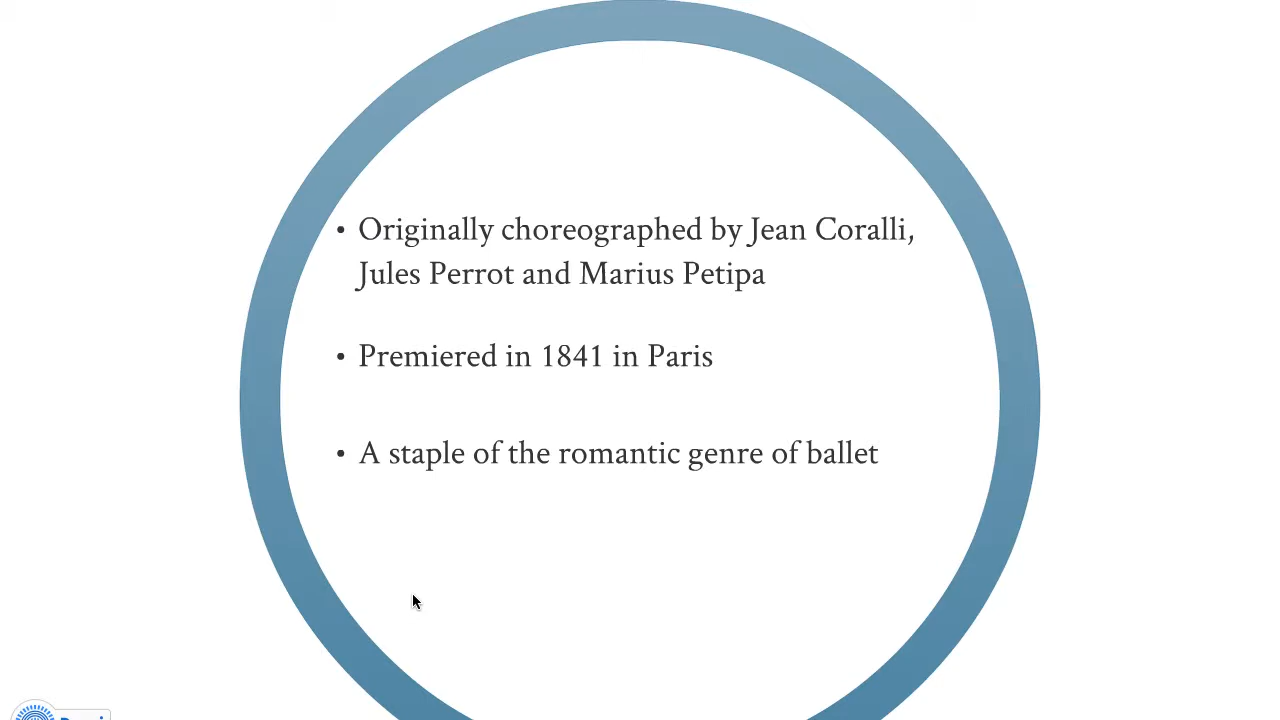 • Originally choreographed by Jean Coralli,
Jules Perrot and Marius Petipa
• Premiered in 1841 in Paris
• A staple of the romantic genre of ballet